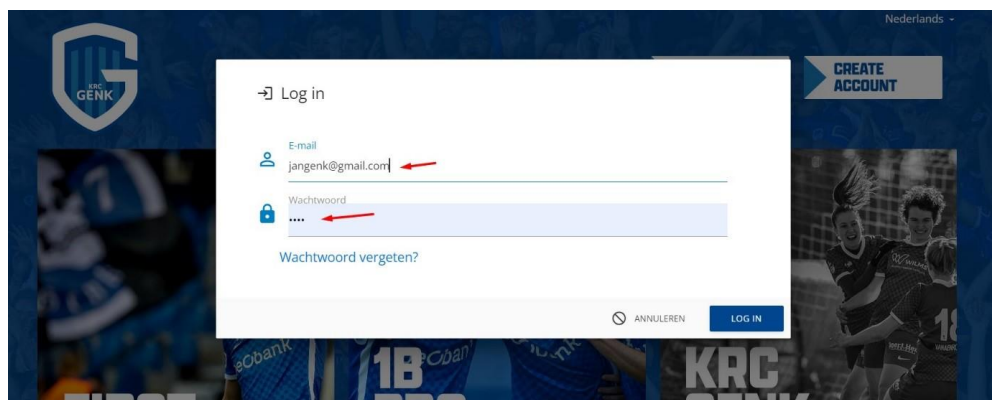 Nederlands
KRC
GENK
CREATE
ACCOUNT
Log in
E-mail
jangenk@gmail.com
Wachtwoord
••••
Wachtwoord vergeten?
ANNULEREN
LOG IN
1B
KRC